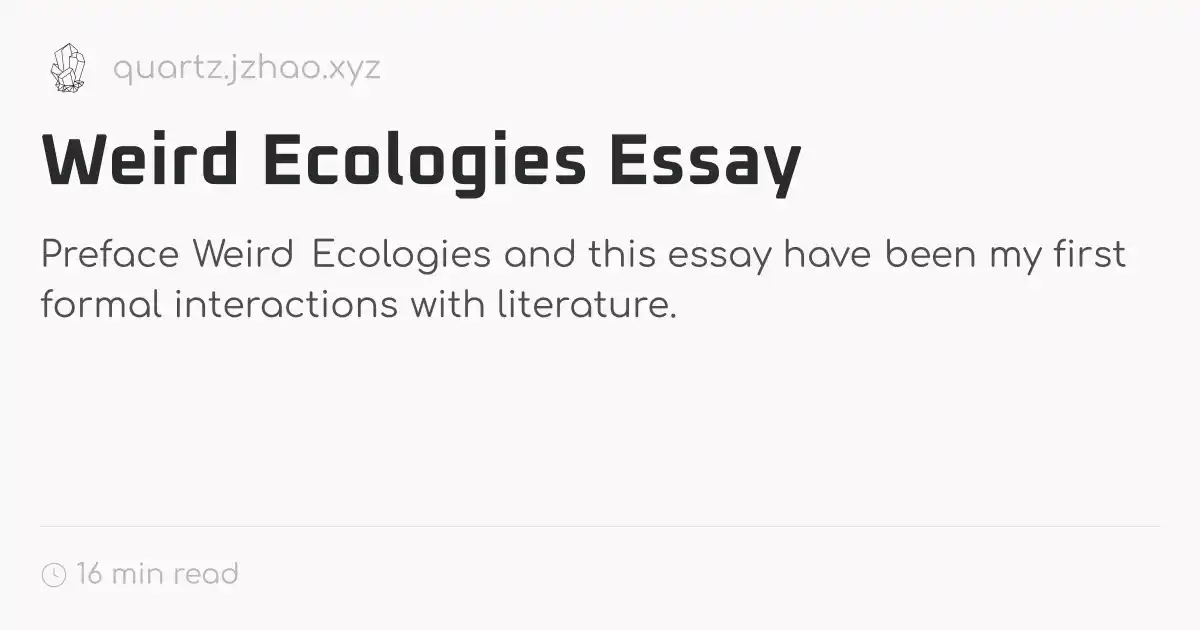 quartz.jzhao.xyz
Weird Ecologies Essay
Preface Weird Ecologies and this essay have been my first
formal interactions with literature.
16 min read